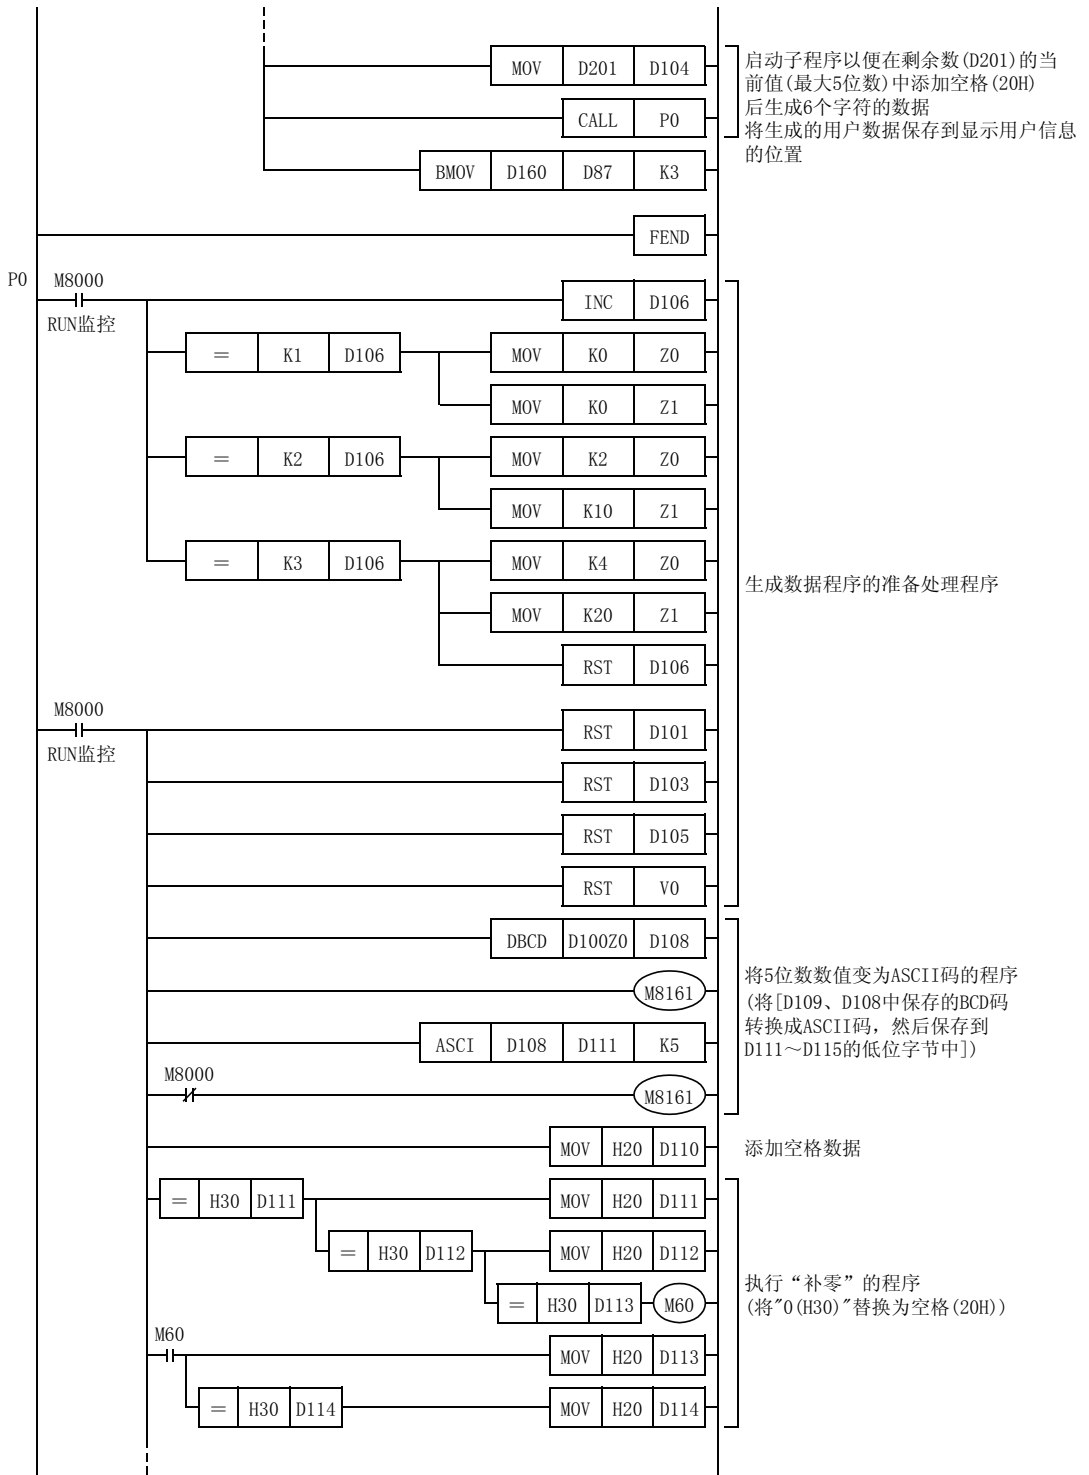 MOV D201 D104
启动子程序以便在剩余数(D201)的当
前值(最大5位数)中添加空格(20H)
后生成6个字符的数据
将生成的用户数据保存到显示用户信息
的位置
CALL P0
BMOV D160 D87 K3
FEND
P0
M8000
RUN监控
INC D106
= K1 D106 MOV K0 Z0
MOV K0 Z1
= K2 D106 MOV K2 Z0
MOV K10 Z1
= K3 D106 MOV K4 Z0
生成数据程序的准备处理程序
MOV K20 Z1
RST D106
M8000
RUN监控
RST D101
RST D103
RST D105
RST V0
DBCD D100Z0 D108
将5位数数值变为ASCII码的程序
(将[D109、D108中保存的BCD码
转换成ASCII码，然后保存到
D111～D115的低位字节中])
M8161
ASCI D108 D111 K5
M8000
M8161
MOV H20 D110
添加空格数据
= H30 D111 MOV H20 D111
= H30 D112 MOV H20 D112
执行“补零”的程序
(将"0(H30)"替换为空格(20H))
= H30 D113 M60
M60
MOV H20 D113
= H30 D114 MOV H20 D114